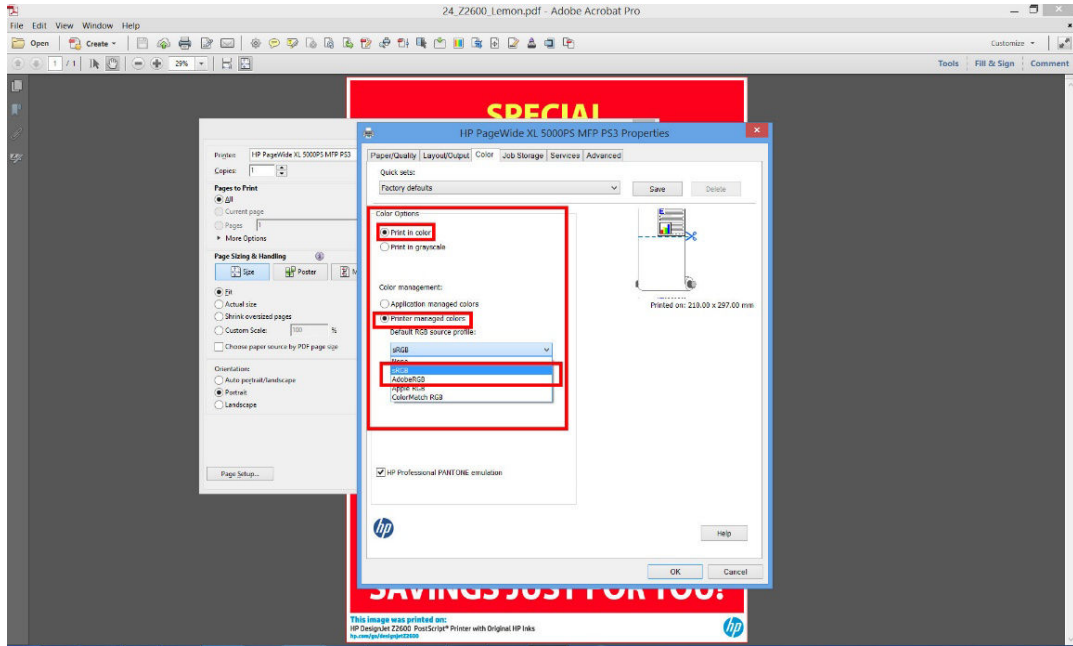 24_Z2600_Lemon.pdf - Adobe Acrobat Pro
File Edit View Window Help
Open Create Customize
1 / 1 29% Tools Fill & Sign Comment
SPECIAL
HP PageWide XL 5000PS MFP PS3 Properties
Printer: HP PageWide XL 5000PS MFP PS3
Copies: 1
Pages to Print
All
Current page
Pages 1
More Options
Page Sizing & Handling
Size Poster
Fit
Actual size
Shrink oversized pages
Custom Scale: 100 %
Choose paper source by PDF page size
Orientation:
Auto portrait/landscape
Portrait
Landscape
Page Setup...
Paper/Quality Layout/Output Color Job Storage Services Advanced
Quick sets:
Factory defaults Save Delete
Color Options
Print in color
Print in grayscale
Color management:
Application managed colors
Printer managed colors
Default RGB source profile:
sRGB
None
sRGB
AdobeRGB
Apple RGB
ColorMatch RGB
HP Professional PANTONE emulation
Printed on: 210.00 x 297.00 mm
hp
Help
OK Cancel
SAVINGS JUST FOR YOU!
This image was printed on:
HP DesignJet Z2600 PostScript® Printer with Original HP Inks
hp.com/go/designjetZ2600
hp